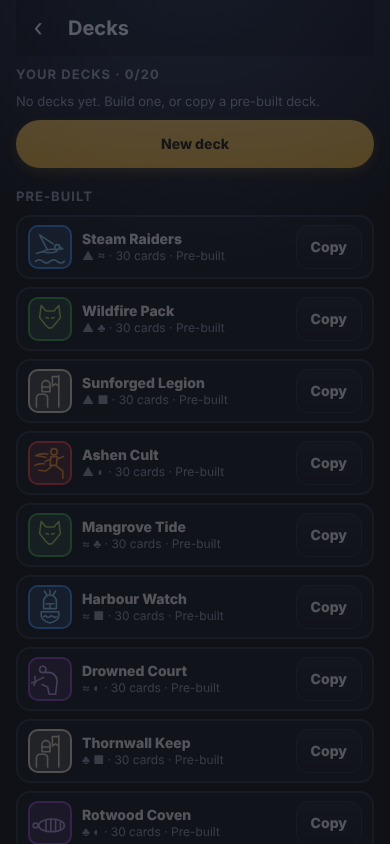 ‹ Decks
YOUR DECKS · 0/20
No decks yet. Build one, or copy a pre-built deck.
New deck
PRE-BUILT
Steam Raiders
▲ ≈ · 30 cards · Pre-built
Copy
Wildfire Pack
▲ ♣ · 30 cards · Pre-built
Copy
Sunforged Legion
▲ ■ · 30 cards · Pre-built
Copy
Ashen Cult
▲ ◖ · 30 cards · Pre-built
Copy
Mangrove Tide
≈ ♣ · 30 cards · Pre-built
Copy
Harbour Watch
≈ ■ · 30 cards · Pre-built
Copy
Drowned Court
≈ ◖ · 30 cards · Pre-built
Copy
Thornwall Keep
♣ ■ · 30 cards · Pre-built
Copy
Rotwood Coven
♣ ◖ · 30 cards · Pre-built
Copy